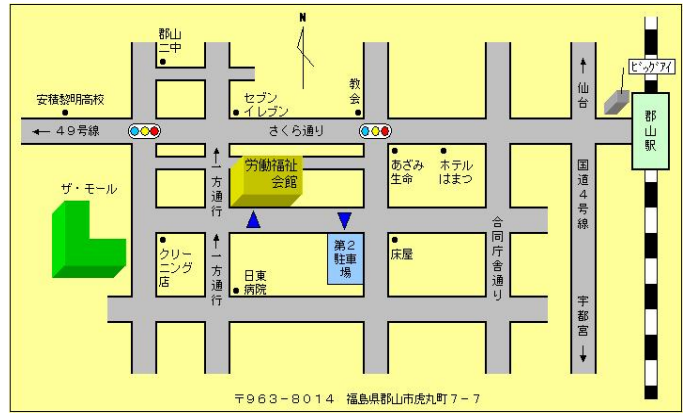 N
郡山
二中
ビッグアイ
仙台
安積黎明高校
セブン
イレブン
教会
郡山駅
← 49号線
さくら通り
一方通行
労働福祉
会館
あざみ
生命
ホテル
はまつ
国道4号線
ザ・モール
合同庁舎通り
クリー
ニング
店
一方通行
日東
病院
第2
駐車
場
床屋
宇都宮
〒963-8014 福島県郡山市虎丸町7-7